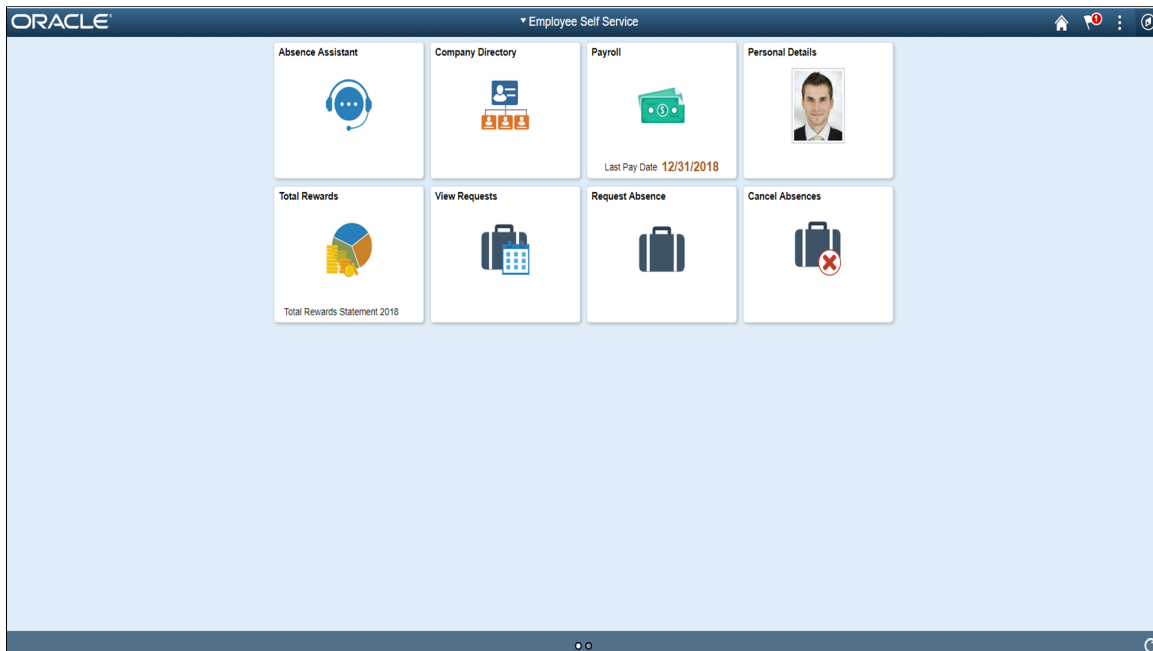 ORACLE
Employee Self Service
1
Absence Assistant
Company Directory
Payroll
Last Pay Date 12/31/2018
Personal Details
Total Rewards
Total Rewards Statement 2018
View Requests
Request Absence
Cancel Absences